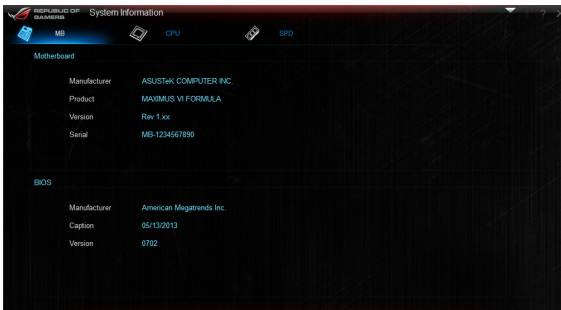 REPUBLIC OF GAMERS System Information
MB CPU SPD
Motherboard
Manufacturer ASUSTeK COMPUTER INC.
Product MAXIMUS VI FORMULA
Version Rev 1.xx
Serial MB-1234567890
BIOS
Manufacturer American Megatrends Inc.
Caption 05/13/2013
Version 0702